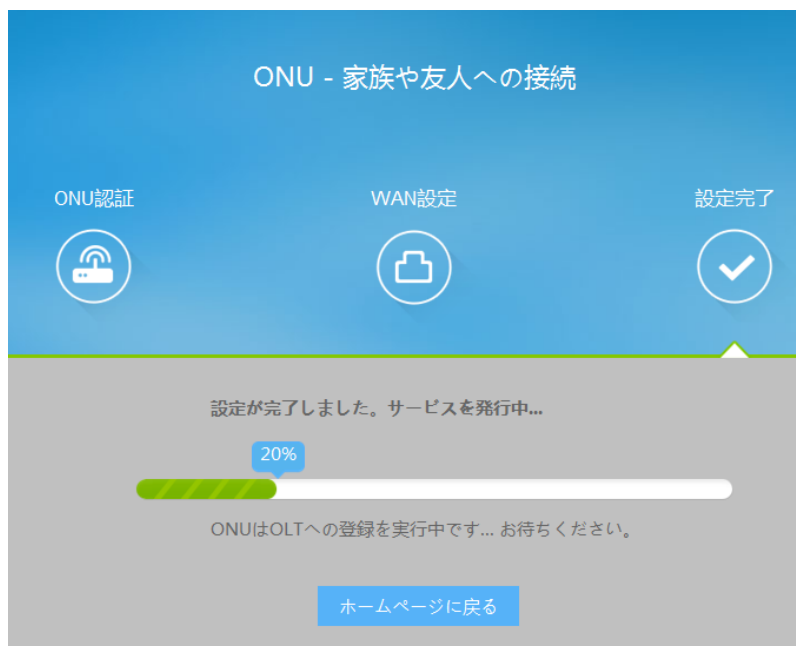 ONU - 家族や友人への接続
ONU認証
WAN設定
設定完了
設定が完了しました。サービスを発行中...
20%
ONUはOLTへの登録を実行中です... お待ちください。
ホームページに戻る